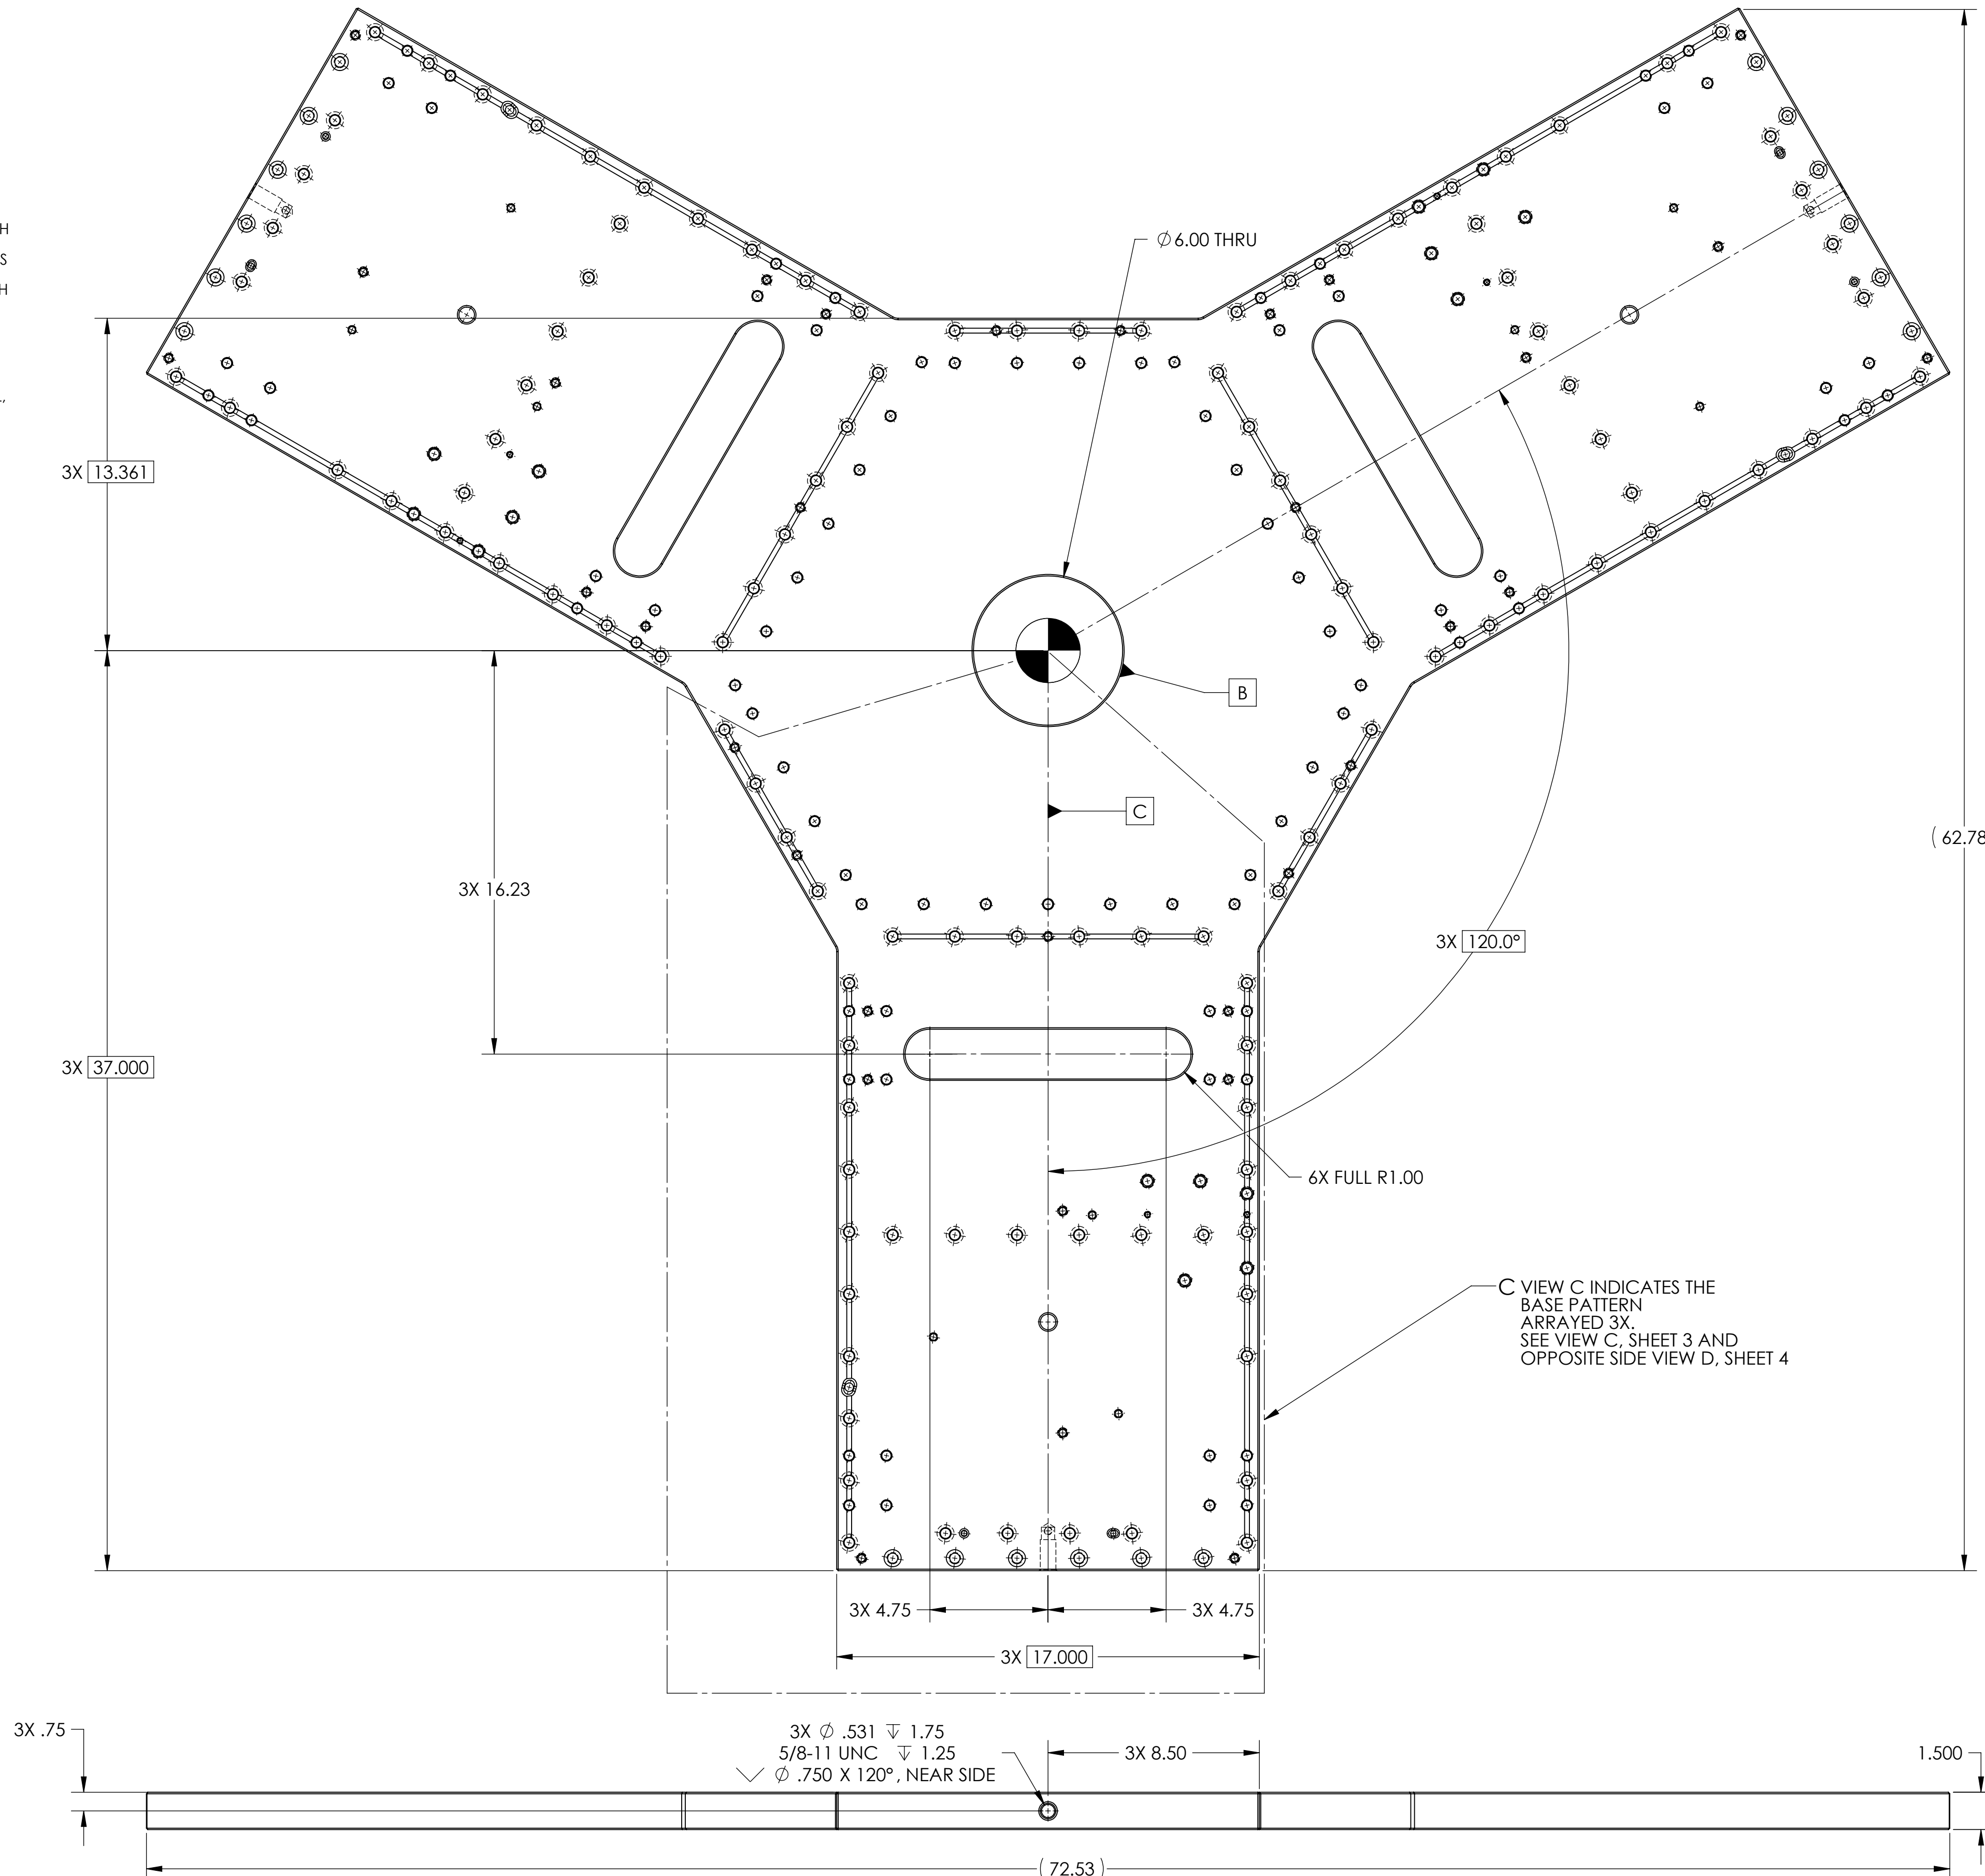 H
S
H
Ø6.00 THRU
3X 13.361
B
C
(62.78
3X 16.23
3X 120.0°
3X 37.000
6X FULL R1.00
C VIEW C INDICATES THE
BASE PATTERN
ARRAYED 3X.
SEE VIEW C, SHEET 3 AND
OPPOSITE SIDE VIEW D, SHEET 4
3X 4.75
3X 4.75
3X 17.000
3X .75
3X Ø .531 ↧ 1.75
5/8-11 UNC ↧ 1.25
⌵ Ø .750 X 120°, NEAR SIDE
3X 8.50
1.500
(72.53)